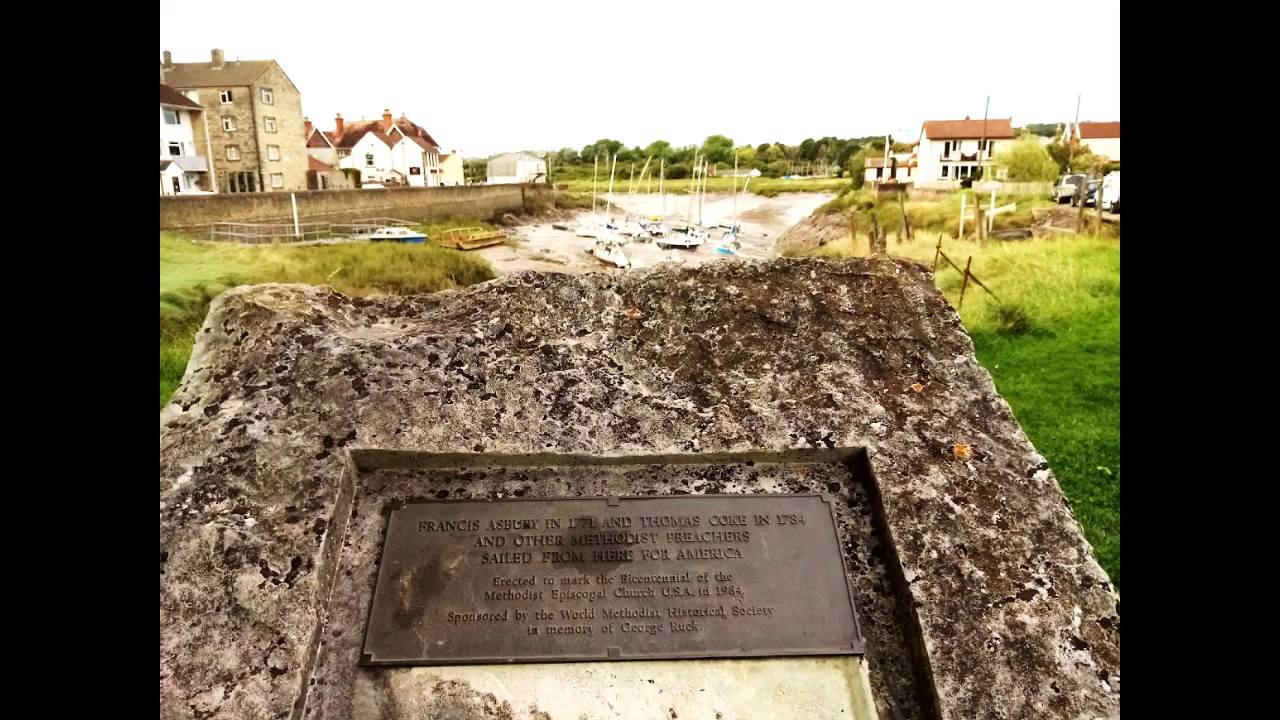 FRANCIS ASBURY IN 1771 AND THOMAS COKE IN 1784
AND OTHER METHODIST PREACHERS
SAILED FROM HERE FOR AMERICA
Erected to mark the Bicentennial of the
Methodist Episcopal Church U.S.A. in 1984.
Sponsored by the World Methodist Historical Society
in memory of George Ruck.